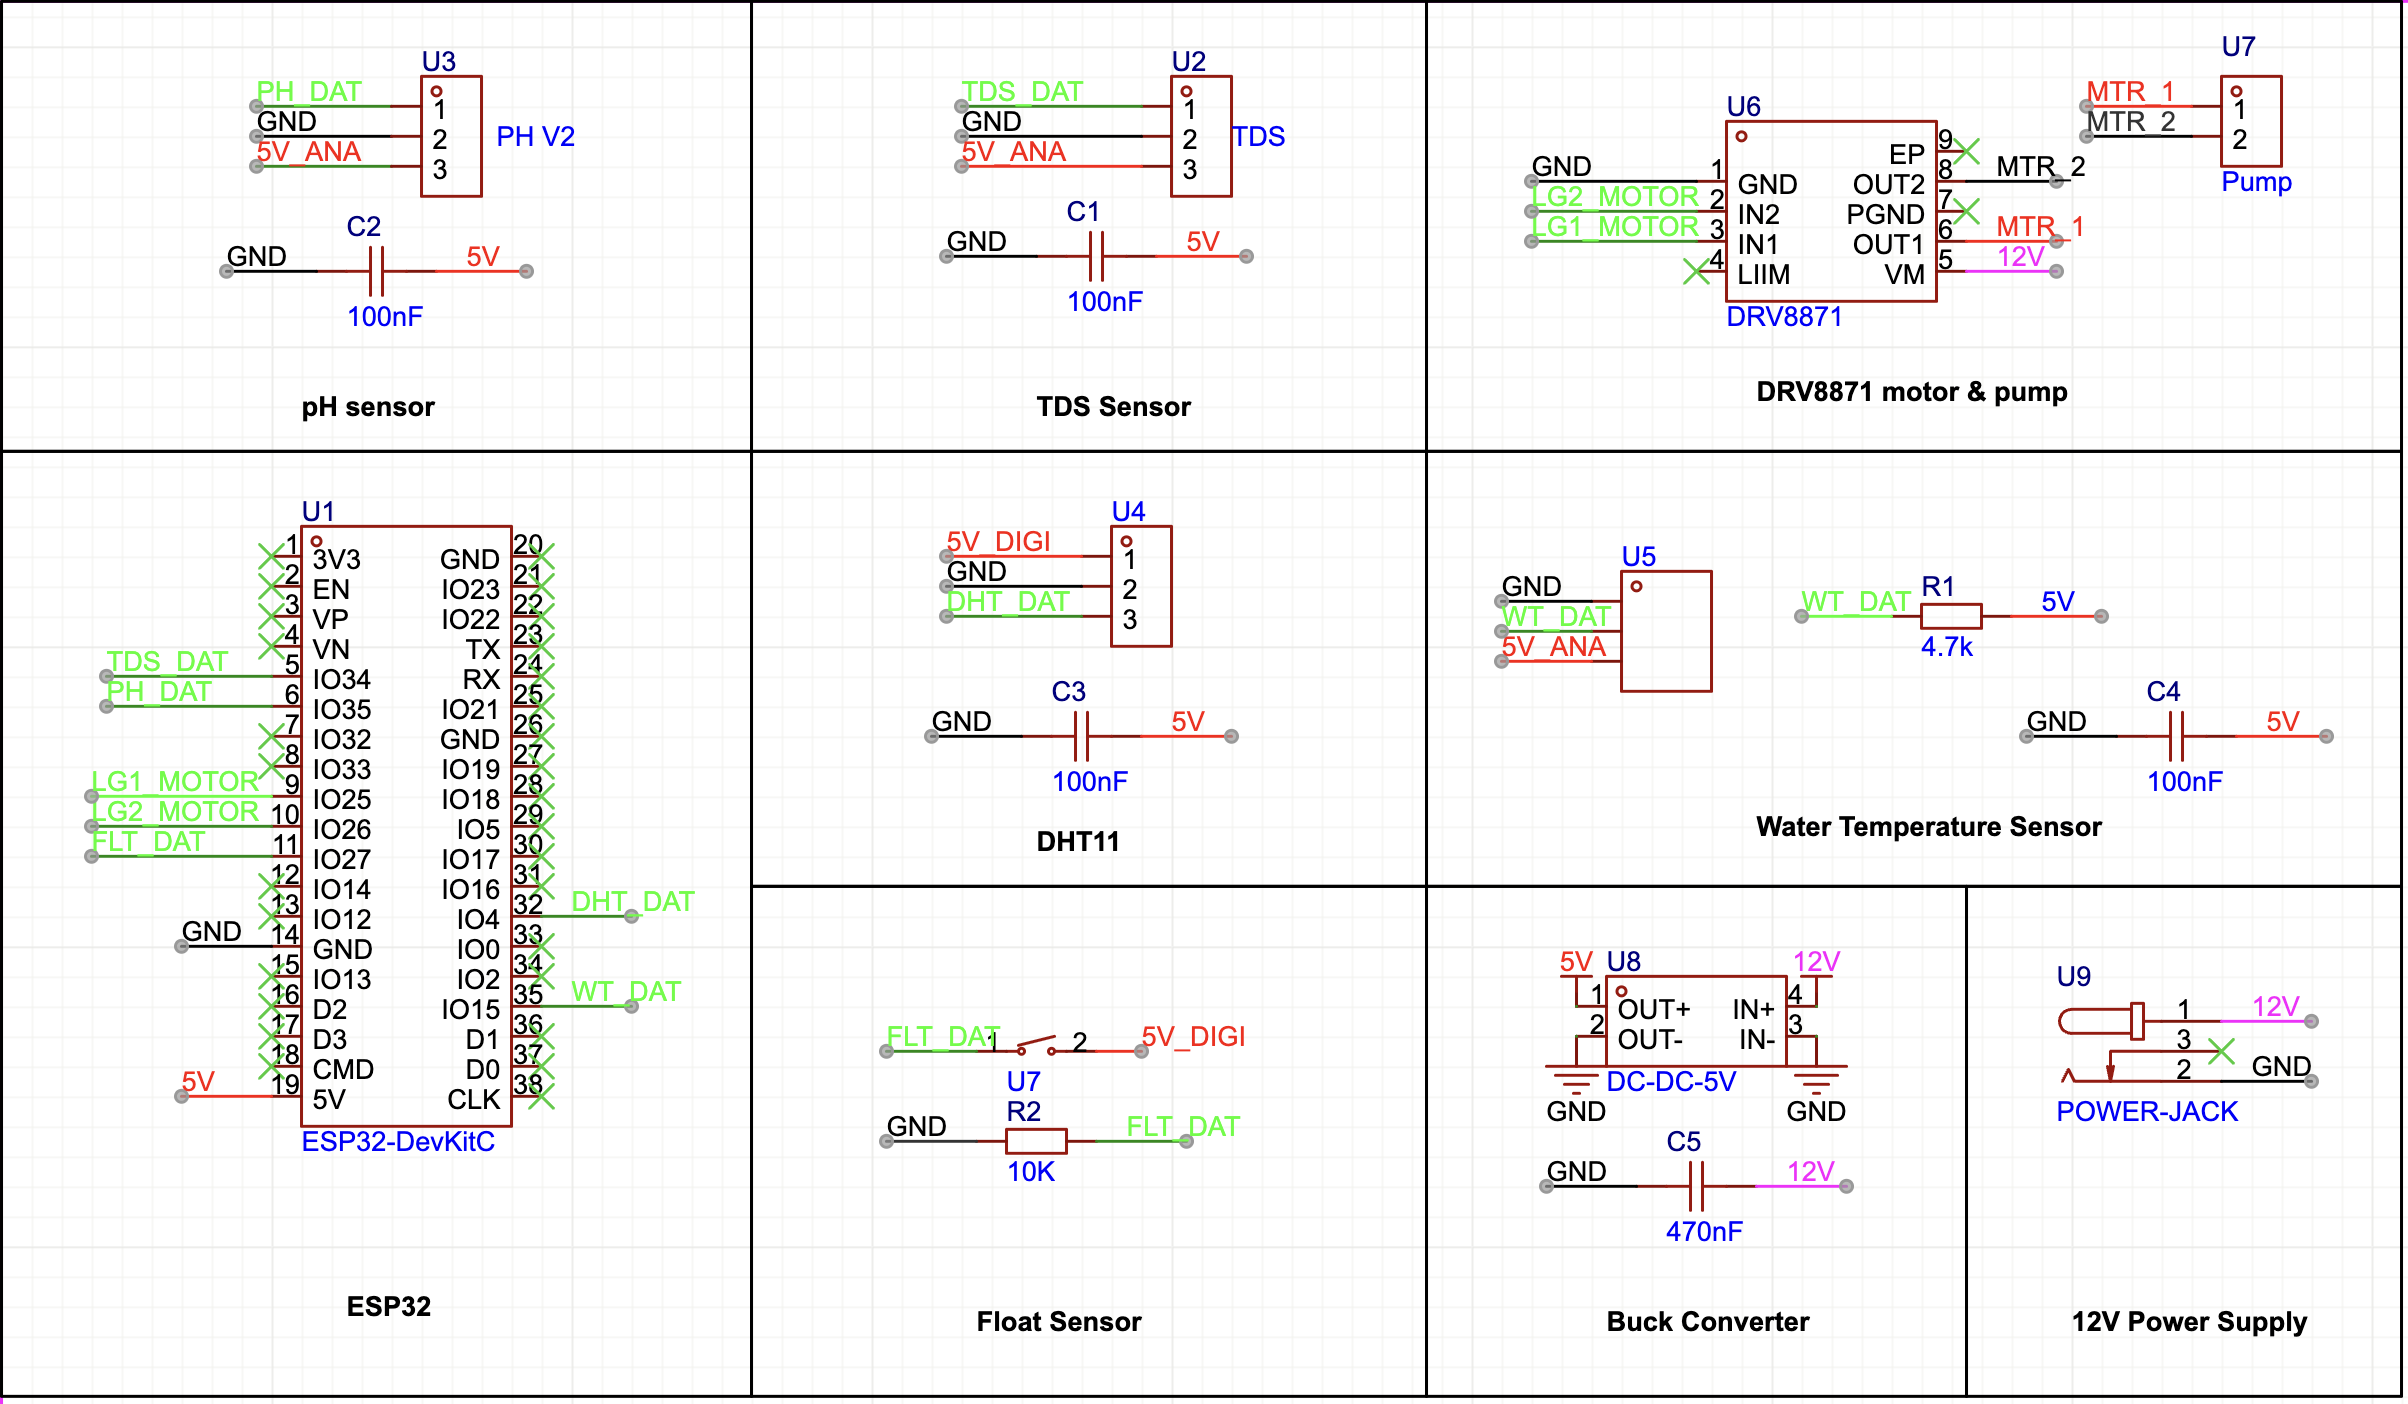 U3
PH_DAT
GND
5V_ANA
1
2
3
PH V2
C2
GND
5V
100nF
pH sensor
U2
TDS_DAT
GND
5V_ANA
1
2
3
TDS
C1
GND
5V
100nF
TDS Sensor
U6
GND 1 GND
LG2_MOTOR 2 IN2
LG1_MOTOR 3 IN1
4 LIIM
EP 9
OUT2 8 MTR_2
PGND 7
OUT1 6 MTR_1
VM 5 12V
DRV8871
U7
MTR_1 1
MTR_2 2
Pump
DRV8871 motor & pump
U1
1 3V3
2 EN
3 VP
4 VN
TDS_DAT 5 IO34
PH_DAT 6 IO35
7 IO32
8 IO33
LG1_MOTOR 9 IO25
LG2_MOTOR 10 IO26
FLT_DAT 11 IO27
12 IO14
13 IO12
GND 14 GND
15 IO13
16 D2
17 D3
18 CMD
5V 19 5V
GND 20
IO23 21
IO22 22
TX 23
RX 24
IO21 25
GND 26
IO19 27
IO18 28
IO5 29
IO17 30
IO16 31
IO4 32 DHT_DAT
IO0 33
IO2 34
IO15 35 WT_DAT
D1 36
D0 37
CLK 38
ESP32-DevKitC
ESP32
U4
5V_DIGI 1
GND 2
DHT_DAT 3
C3
GND
5V
100nF
DHT11
U5
GND
WT_DAT
5V_ANA
WT_DAT
R1
5V
4.7k
C4
GND
5V
100nF
Water Temperature Sensor
FLT_DAT 1 2 5V_DIGI
U7
R2
GND
FLT_DAT
10K
Float Sensor
5V U8 12V
1 OUT+ IN+ 4
2 OUT- IN- 3
DC-DC-5V
GND GND
C5
GND
12V
470nF
Buck Converter
U9
1 12V
3
2 GND
POWER-JACK
12V Power Supply